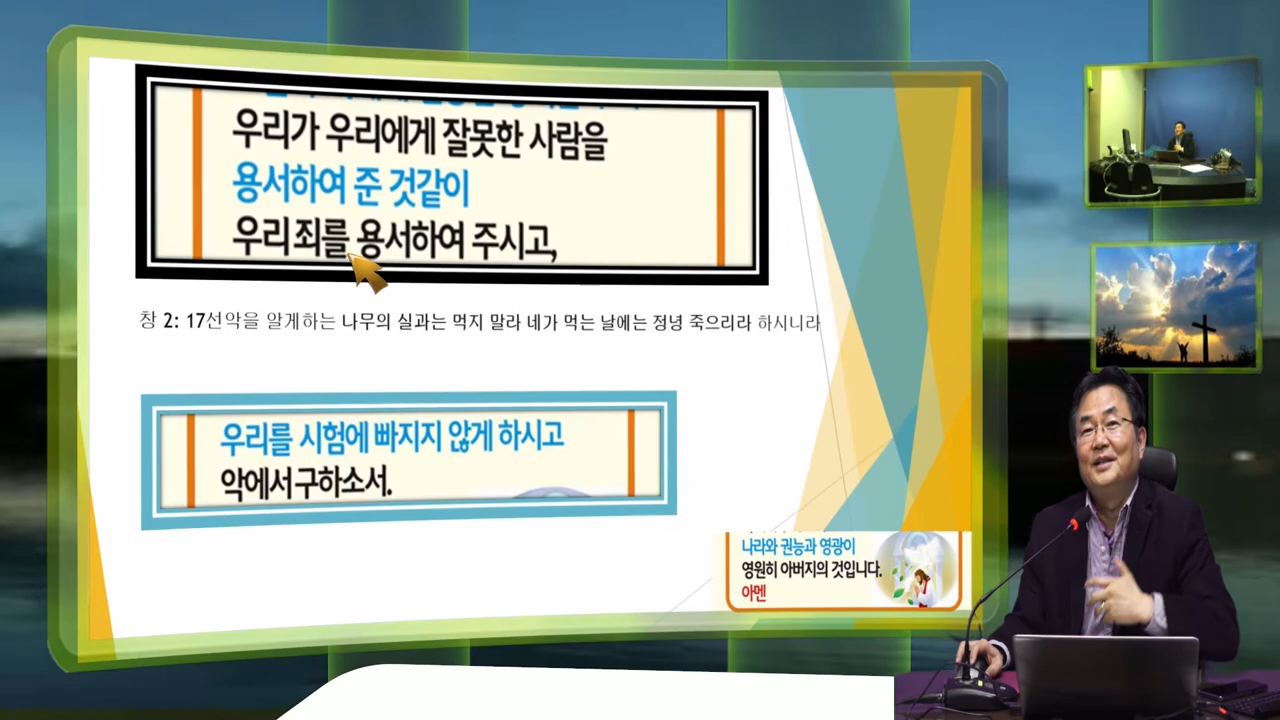 우리가 우리에게 잘못한 사람을
용서하여 준 것같이
우리 죄를 용서하여 주시고,
창 2: 17선악을 알게하는 나무의 실과는 먹지 말라 네가 먹는 날에는 정녕 죽으리라 하시니라
우리를 시험에 빠지지 않게 하시고
악에서 구하소서.
나라와 권능과 영광이
영원히 아버지의 것입니다.
아멘